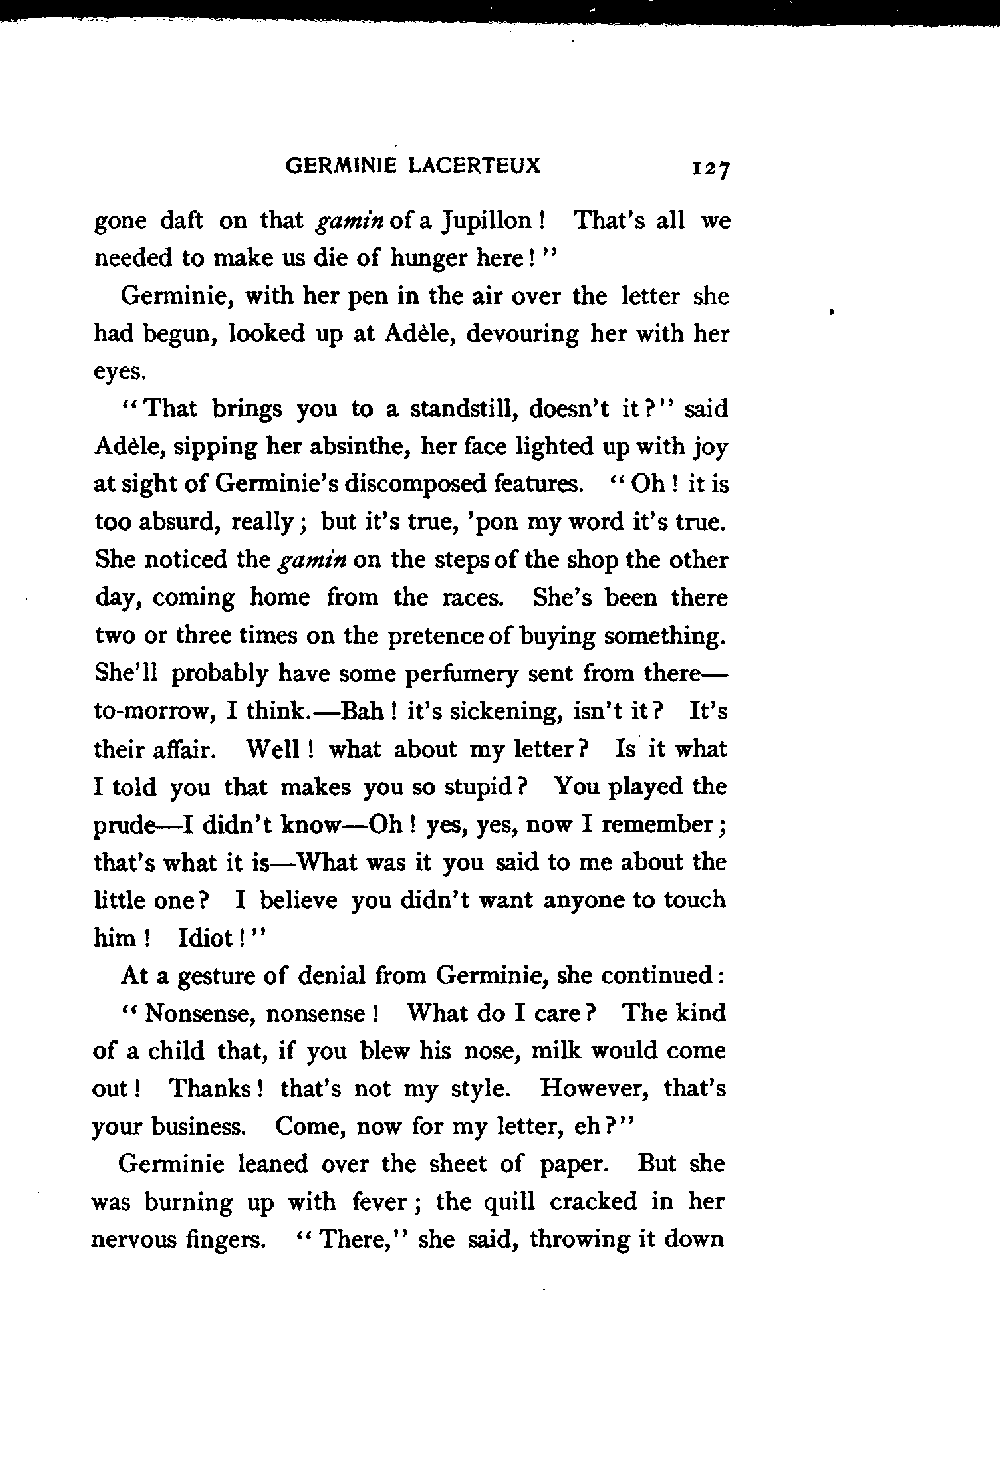 GERMINIE LACERTEUX 127
gone daft on that gamin of a Jupillon! That's all we
needed to make us die of hunger here!"
Germinie, with her pen in the air over the letter she
had begun, looked up at Adèle, devouring her with her
eyes.
"That brings you to a standstill, doesn't it?" said
Adèle, sipping her absinthe, her face lighted up with joy
at sight of Germinie's discomposed features. "Oh! it is
too absurd, really; but it's true, 'pon my word it's true.
She noticed the gamin on the steps of the shop the other
day, coming home from the races. She's been there
two or three times on the pretence of buying something.
She'll probably have some perfumery sent from there—
to-morrow, I think.—Bah! it's sickening, isn't it? It's
their affair. Well! what about my letter? Is it what
I told you that makes you so stupid? You played the
prude—I didn't know—Oh! yes, yes, now I remember;
that's what it is—What was it you said to me about the
little one? I believe you didn't want anyone to touch
him! Idiot!"
At a gesture of denial from Germinie, she continued:
"Nonsense, nonsense! What do I care? The kind
of a child that, if you blew his nose, milk would come
out! Thanks! that's not my style. However, that's
your business. Come, now for my letter, eh?"
Germinie leaned over the sheet of paper. But she
was burning up with fever; the quill cracked in her
nervous fingers. "There," she said, throwing it down